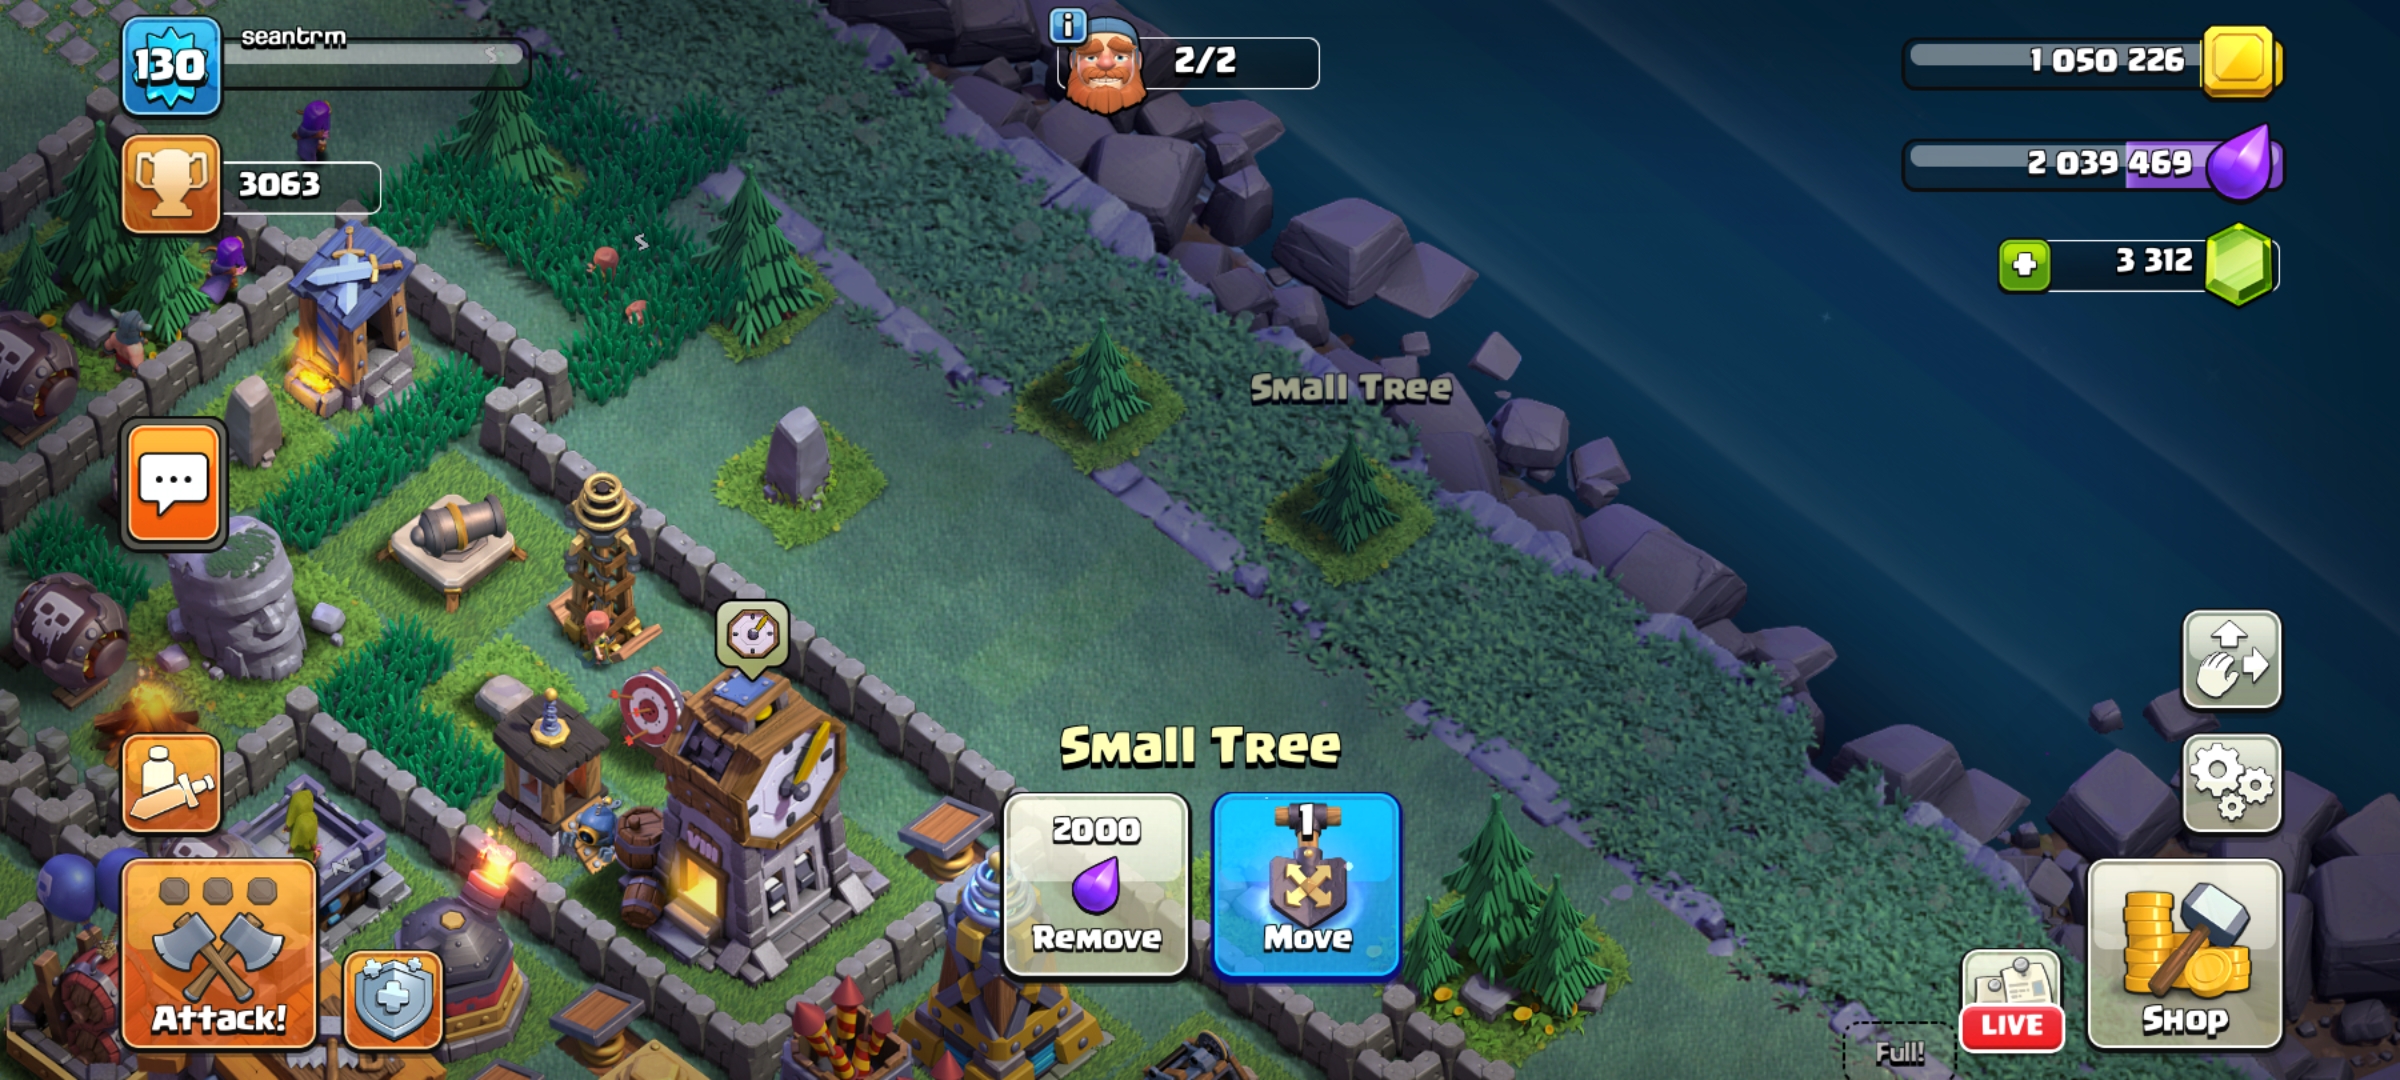 130
seantrm
2/2
1 050 226
3063
2 039 469
3 312
Small Tree
Small Tree
2000
Remove
1
Move
VIII
Attack!
LIVE
Shop
Full!